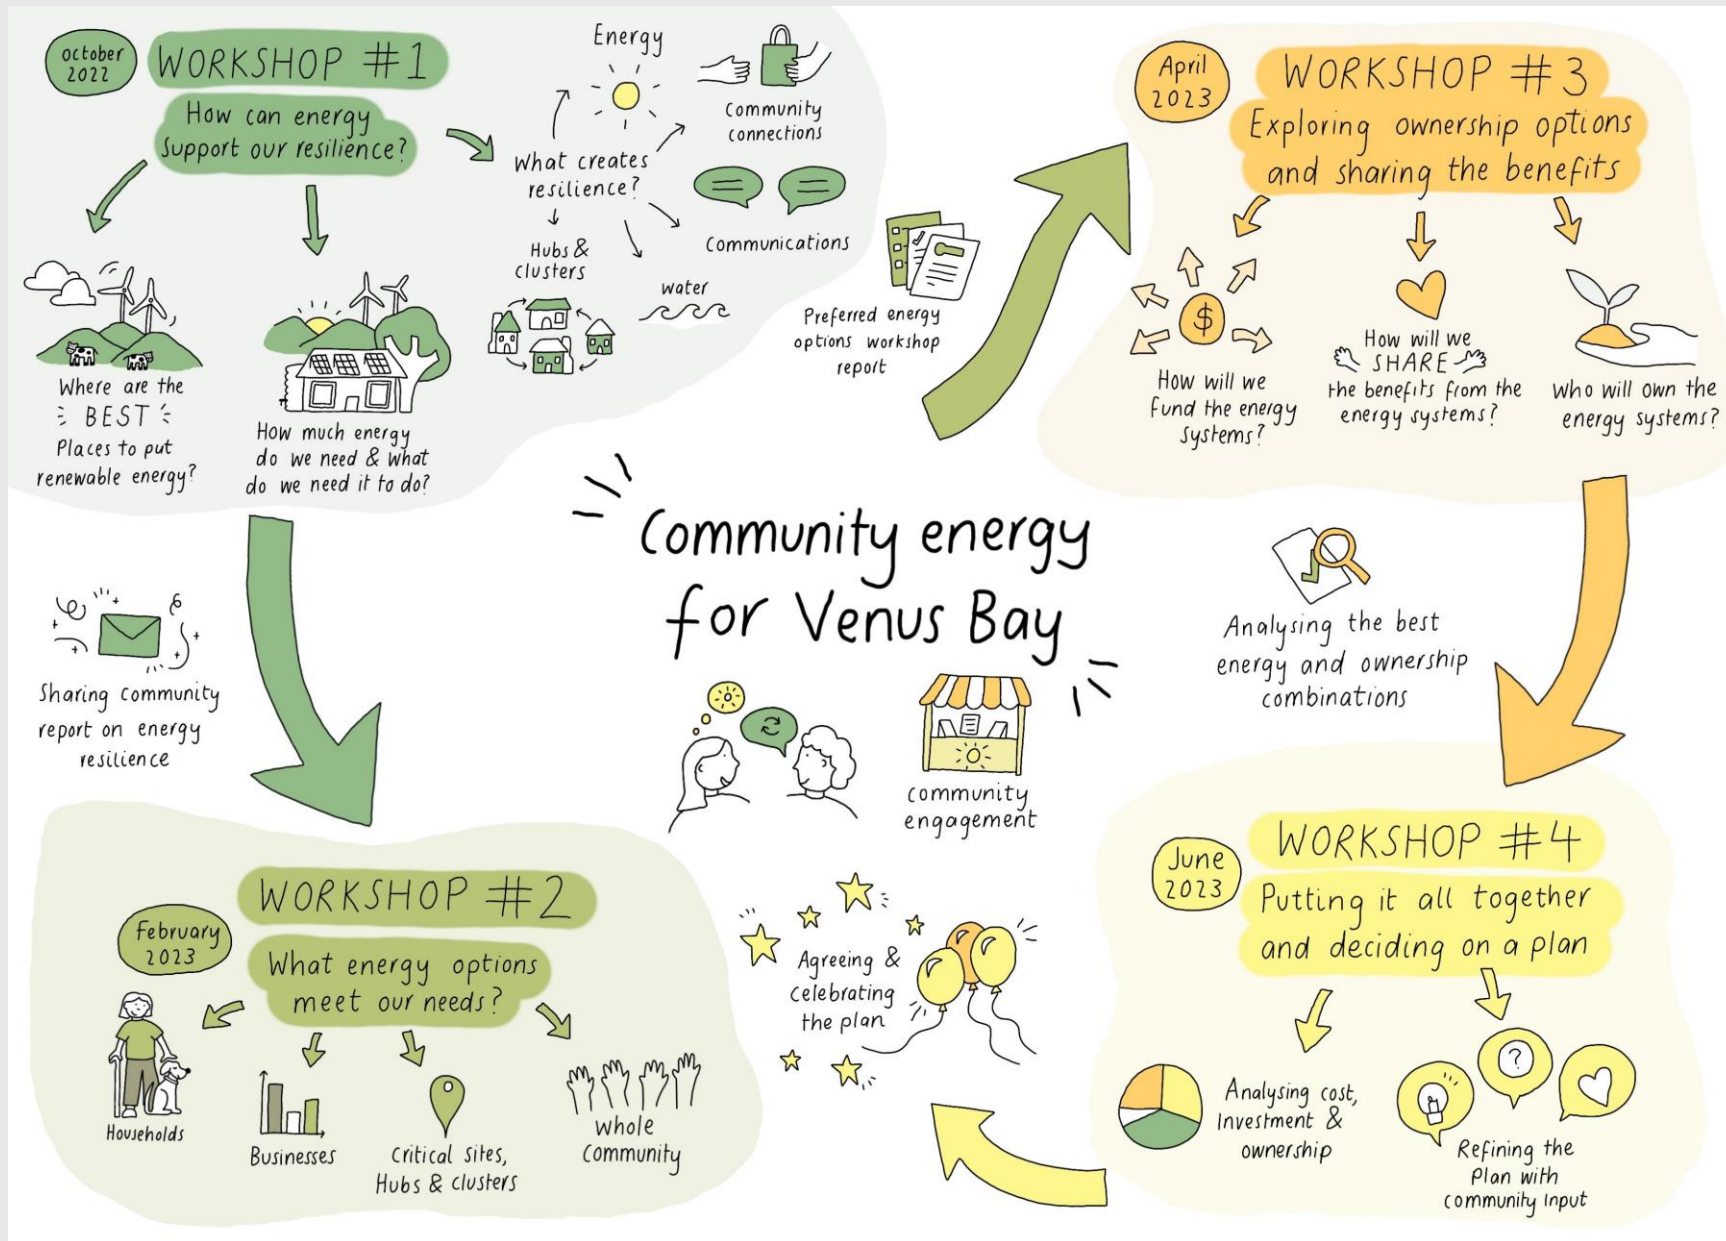 October
2022
WORKSHOP #1
How can energy
Support our resilience?
Where are the
BEST
Places to put
renewable energy?
How much energy
do we need & what
do we need it to do?
What creates
resilience?
Energy
Community
connections
Communications
water
Hubs &
clusters
Sharing community
report on energy
resilience
February
2023
WORKSHOP #2
What energy options
meet our needs?
Households
Businesses
Critical sites,
Hubs & clusters
Whole
Community
Preferred energy
options workshop
report
April
2023
WORKSHOP #3
Exploring ownership options
and sharing the benefits
$
How will we
Fund the energy
Systems?
How will we
SHARE
the benefits from the
energy systems?
Who will own the
energy systems?
Analysing the best
energy and ownership
combinations
June
2023
WORKSHOP #4
Putting it all together
and deciding on a plan
Analysing cost,
Investment &
ownership
?
Refining the
Plan with
community Input
Agreeing &
celebrating
the plan
Community energy
for Venus Bay
community
engagement